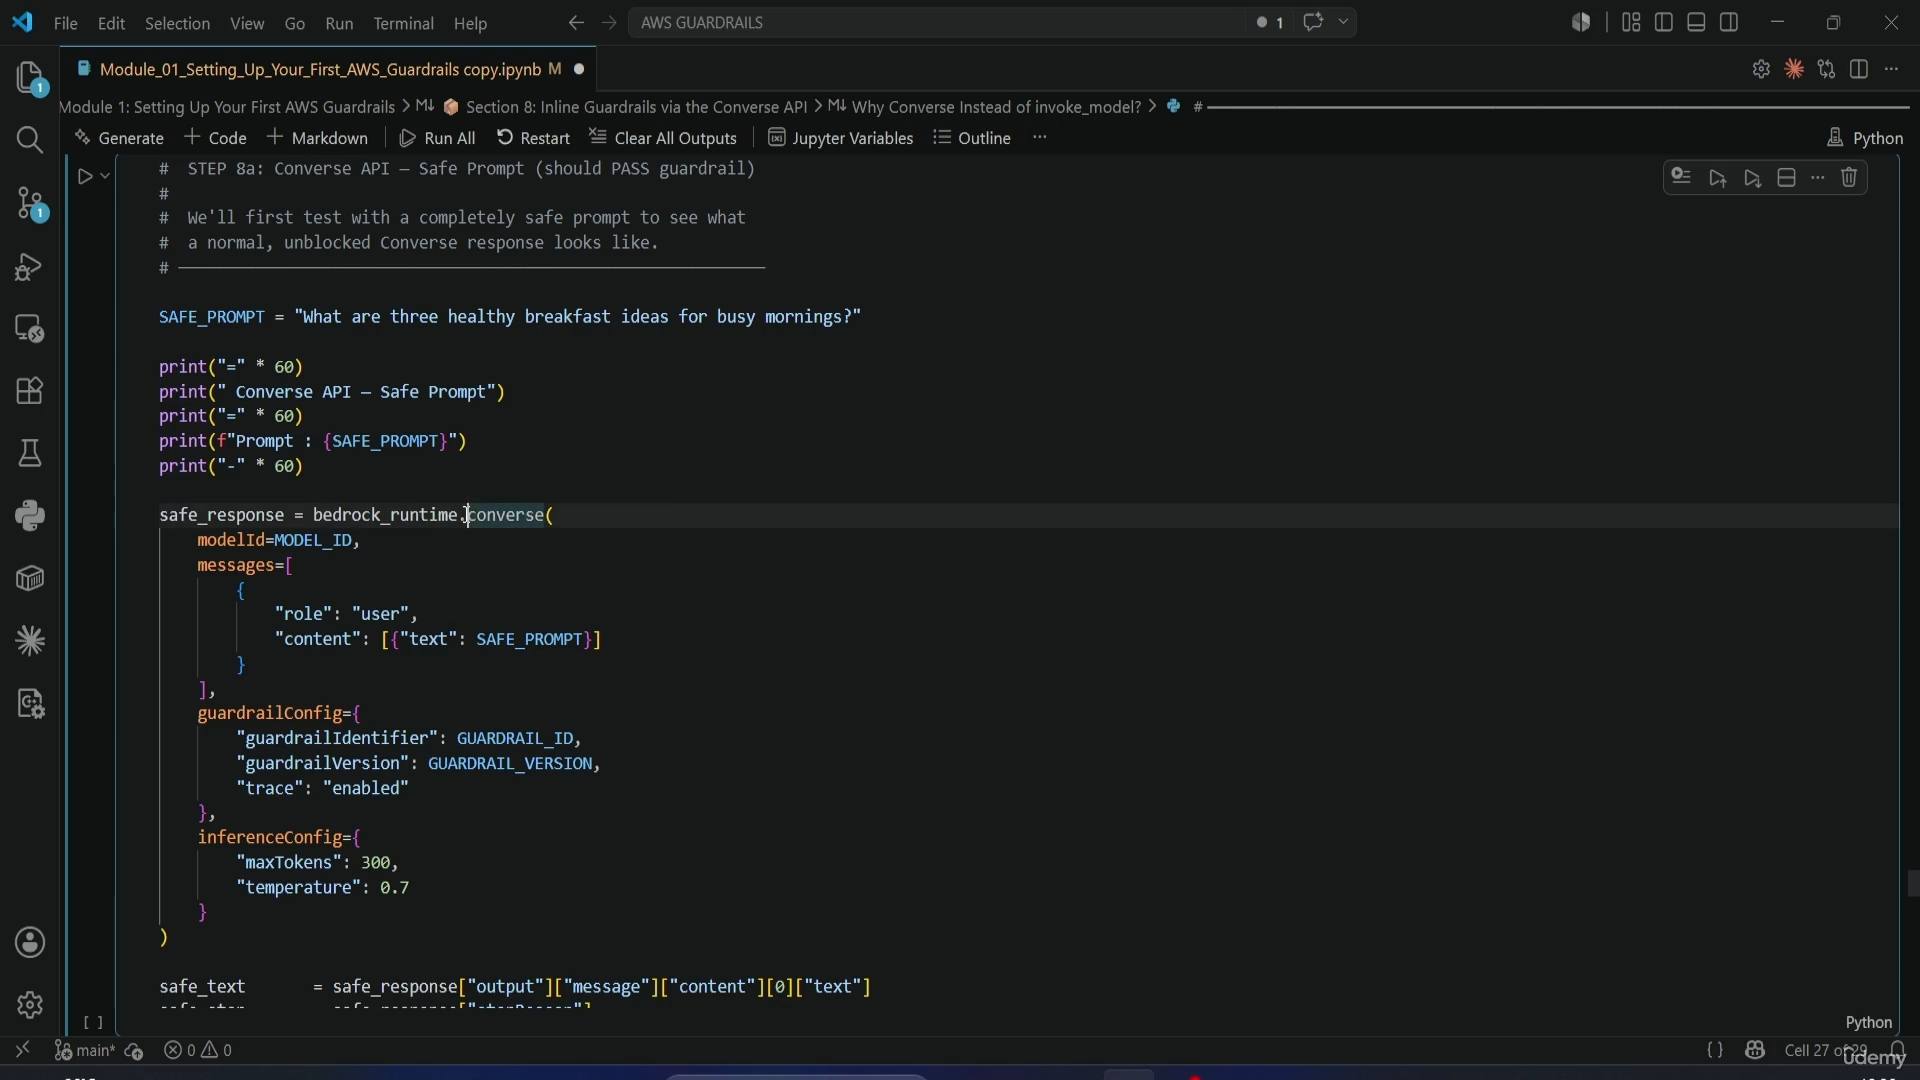 File Edit Selection View Go Run Terminal Help
AWS GUARDRAILS
1
Module_01_Setting_Up_Your_First_AWS_Guardrails copy.ipynb M
Module 1: Setting Up Your First AWS Guardrails > M↓ 📦 Section 8: Inline Guardrails via the Converse API > M↓ Why Converse Instead of invoke_model? > # ────────
Generate + Code + Markdown Run All Restart Clear All Outputs Jupyter Variables Outline ... Python
# STEP 8a: Converse API — Safe Prompt (should PASS guardrail)
#
# We'll first test with a completely safe prompt to see what
# a normal, unblocked Converse response looks like.
# ────────
SAFE_PROMPT = "What are three healthy breakfast ideas for busy mornings?"
print("=" * 60)
print(" Converse API — Safe Prompt")
print("=" * 60)
print(f"Prompt : {SAFE_PROMPT}")
print("-" * 60)
safe_response = bedrock_runtime.converse(
modelId=MODEL_ID,
messages=[
{
"role": "user",
"content": [{"text": SAFE_PROMPT}]
}
],
guardrailConfig={
"guardrailIdentifier": GUARDRAIL_ID,
"guardrailVersion": GUARDRAIL_VERSION,
"trace": "enabled"
},
inferenceConfig={
"maxTokens": 300,
"temperature": 0.7
}
)
safe_text = safe_response["output"]["message"]["content"][0]["text"]
[ ]
Python
main* 0 0 { } Cell 27 of 29
udemy